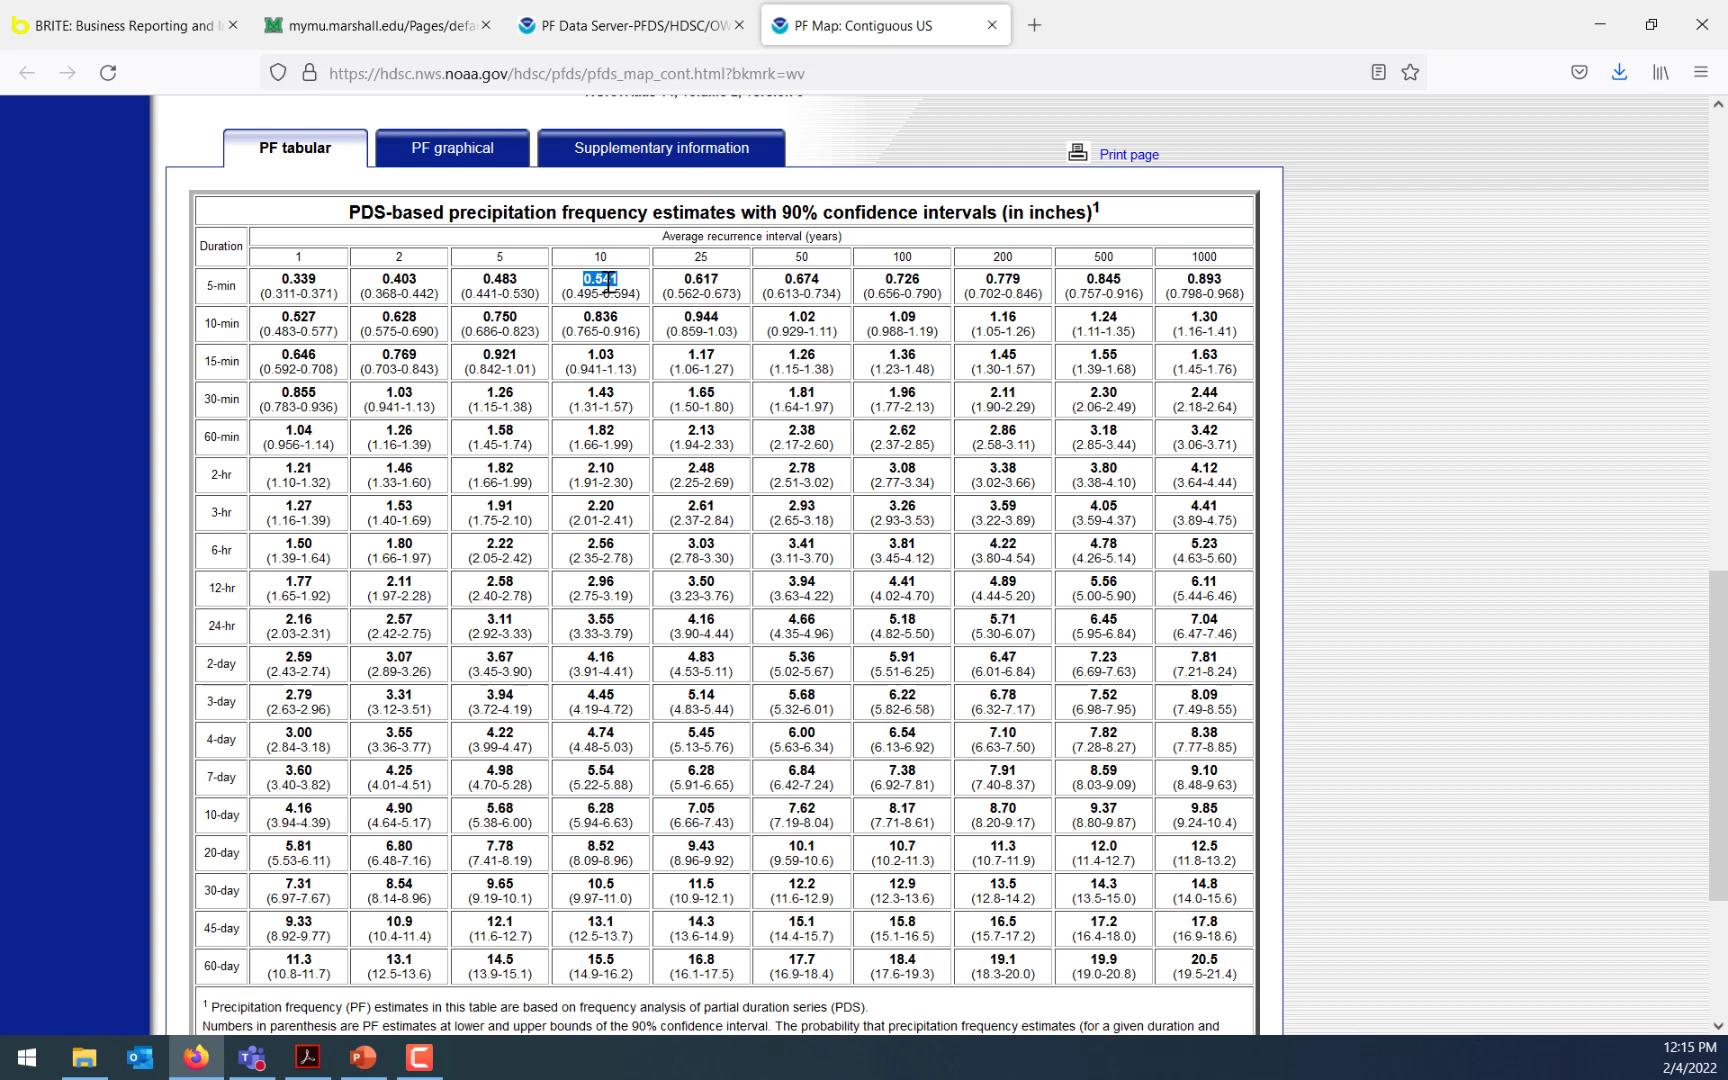 BRITE: Business Reporting and I
mymu.marshall.edu/Pages/defa
PF Data Server-PFDS/HDSC/OW
PF Map: Contiguous US
https://hdsc.nws.noaa.gov/hdsc/pfds/pfds_map_cont.html?bkmrk=wv
PF tabular PF graphical Supplementary information
Print page
PDS-based precipitation frequency estimates with 90% confidence intervals (in inches)1
Duration
Average recurrence interval (years)
1 2 5 10 25 50 100 200 500 1000
5-min
0.339 0.403 0.483 0.541 0.617 0.674 0.726 0.779 0.845 0.893
(0.311-0.371) (0.368-0.442) (0.441-0.530) (0.495-0.594) (0.562-0.673) (0.613-0.734) (0.656-0.790) (0.702-0.846) (0.757-0.916) (0.798-0.968)
10-min
0.527 0.628 0.750 0.836 0.944 1.02 1.09 1.16 1.24 1.30
(0.483-0.577) (0.575-0.690) (0.686-0.823) (0.765-0.916) (0.859-1.03) (0.929-1.11) (0.988-1.19) (1.05-1.26) (1.11-1.35) (1.16-1.41)
15-min
0.646 0.769 0.921 1.03 1.17 1.26 1.36 1.45 1.55 1.63
(0.592-0.708) (0.703-0.843) (0.842-1.01) (0.941-1.13) (1.06-1.27) (1.15-1.38) (1.23-1.48) (1.30-1.57) (1.39-1.68) (1.45-1.76)
30-min
0.855 1.03 1.26 1.43 1.65 1.81 1.96 2.11 2.30 2.44
(0.783-0.936) (0.941-1.13) (1.15-1.38) (1.31-1.57) (1.50-1.80) (1.64-1.97) (1.77-2.13) (1.90-2.29) (2.06-2.49) (2.18-2.64)
60-min
1.04 1.26 1.58 1.82 2.13 2.38 2.62 2.86 3.18 3.42
(0.956-1.14) (1.16-1.39) (1.45-1.74) (1.66-1.99) (1.94-2.33) (2.17-2.60) (2.37-2.85) (2.58-3.11) (2.85-3.44) (3.06-3.71)
2-hr
1.21 1.46 1.82 2.10 2.48 2.78 3.08 3.38 3.80 4.12
(1.10-1.32) (1.33-1.60) (1.66-1.99) (1.91-2.30) (2.25-2.69) (2.51-3.02) (2.77-3.34) (3.02-3.66) (3.38-4.10) (3.64-4.44)
3-hr
1.27 1.53 1.91 2.20 2.61 2.93 3.26 3.59 4.05 4.41
(1.16-1.39) (1.40-1.69) (1.75-2.10) (2.01-2.41) (2.37-2.84) (2.65-3.18) (2.93-3.53) (3.22-3.89) (3.59-4.37) (3.89-4.75)
6-hr
1.50 1.80 2.22 2.56 3.03 3.41 3.81 4.22 4.78 5.23
(1.39-1.64) (1.66-1.97) (2.05-2.42) (2.35-2.78) (2.78-3.30) (3.11-3.70) (3.45-4.12) (3.80-4.54) (4.26-5.14) (4.63-5.60)
12-hr
1.77 2.11 2.58 2.96 3.50 3.94 4.41 4.89 5.56 6.11
(1.65-1.92) (1.97-2.28) (2.40-2.78) (2.75-3.19) (3.23-3.76) (3.63-4.22) (4.02-4.70) (4.44-5.20) (5.00-5.90) (5.44-6.46)
24-hr
2.16 2.57 3.11 3.55 4.16 4.66 5.18 5.71 6.45 7.04
(2.03-2.31) (2.42-2.75) (2.92-3.33) (3.33-3.79) (3.90-4.44) (4.35-4.96) (4.82-5.50) (5.30-6.07) (5.95-6.84) (6.47-7.46)
2-day
2.59 3.07 3.67 4.16 4.83 5.36 5.91 6.47 7.23 7.81
(2.43-2.74) (2.89-3.26) (3.45-3.90) (3.91-4.41) (4.53-5.11) (5.02-5.67) (5.51-6.25) (6.01-6.84) (6.69-7.63) (7.21-8.24)
3-day
2.79 3.31 3.94 4.45 5.14 5.68 6.22 6.78 7.52 8.09
(2.63-2.96) (3.12-3.51) (3.72-4.19) (4.19-4.72) (4.83-5.44) (5.32-6.01) (5.82-6.58) (6.32-7.17) (6.98-7.95) (7.49-8.55)
4-day
3.00 3.55 4.22 4.74 5.45 6.00 6.54 7.10 7.82 8.38
(2.84-3.18) (3.36-3.77) (3.99-4.47) (4.48-5.03) (5.13-5.76) (5.63-6.34) (6.13-6.92) (6.63-7.50) (7.28-8.27) (7.77-8.85)
7-day
3.60 4.25 4.98 5.54 6.28 6.84 7.38 7.91 8.59 9.10
(3.40-3.82) (4.01-4.51) (4.70-5.28) (5.22-5.88) (5.91-6.65) (6.42-7.24) (6.92-7.81) (7.40-8.37) (8.03-9.09) (8.48-9.63)
10-day
4.16 4.90 5.68 6.28 7.05 7.62 8.17 8.70 9.37 9.85
(3.94-4.39) (4.64-5.17) (5.38-6.00) (5.94-6.63) (6.66-7.43) (7.19-8.04) (7.71-8.61) (8.20-9.17) (8.80-9.87) (9.24-10.4)
20-day
5.81 6.80 7.78 8.52 9.43 10.1 10.7 11.3 12.0 12.5
(5.53-6.11) (6.48-7.16) (7.41-8.19) (8.09-8.96) (8.96-9.92) (9.59-10.6) (10.2-11.3) (10.7-11.9) (11.4-12.7) (11.8-13.2)
30-day
7.31 8.54 9.65 10.5 11.5 12.2 12.9 13.5 14.3 14.8
(6.97-7.67) (8.14-8.96) (9.19-10.1) (9.97-11.0) (10.9-12.1) (11.6-12.9) (12.3-13.6) (12.8-14.2) (13.5-15.0) (14.0-15.6)
45-day
9.33 10.9 12.1 13.1 14.3 15.1 15.8 16.5 17.2 17.8
(8.92-9.77) (10.4-11.4) (11.6-12.7) (12.5-13.7) (13.6-14.9) (14.4-15.7) (15.1-16.5) (15.7-17.2) (16.4-18.0) (16.9-18.6)
60-day
11.3 13.1 14.5 15.5 16.8 17.7 18.4 19.1 19.9 20.5
(10.8-11.7) (12.5-13.6) (13.9-15.1) (14.9-16.2) (16.1-17.5) (16.9-18.4) (17.6-19.3) (18.3-20.0) (19.0-20.8) (19.5-21.4)
1 Precipitation frequency (PF) estimates in this table are based on frequency analysis of partial duration series (PDS).
Numbers in parenthesis are PF estimates at lower and upper bounds of the 90% confidence interval. The probability that precipitation frequency estimates (for a given duration and
12:15 PM
2/4/2022